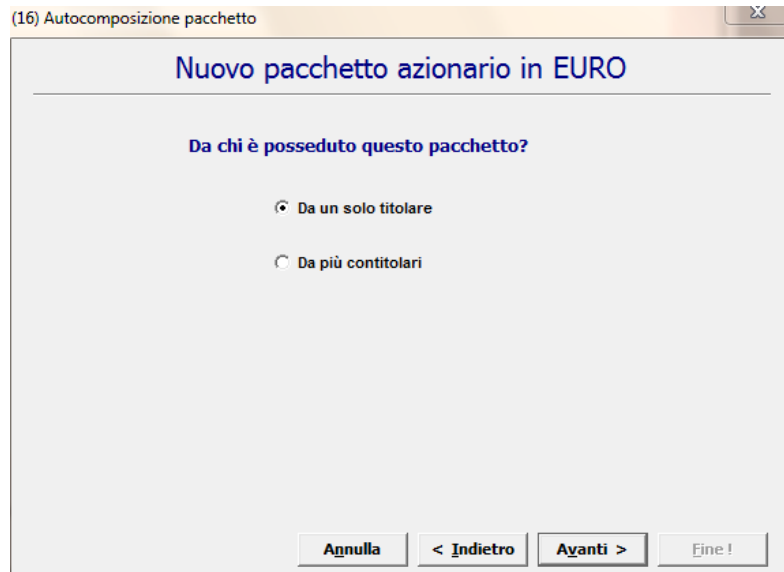 (16) Autocomposizione pacchetto
Nuovo pacchetto azionario in EURO
Da chi è posseduto questo pacchetto?
Da un solo titolare
Da più contitolari
Annulla < Indietro Avanti > Fine !